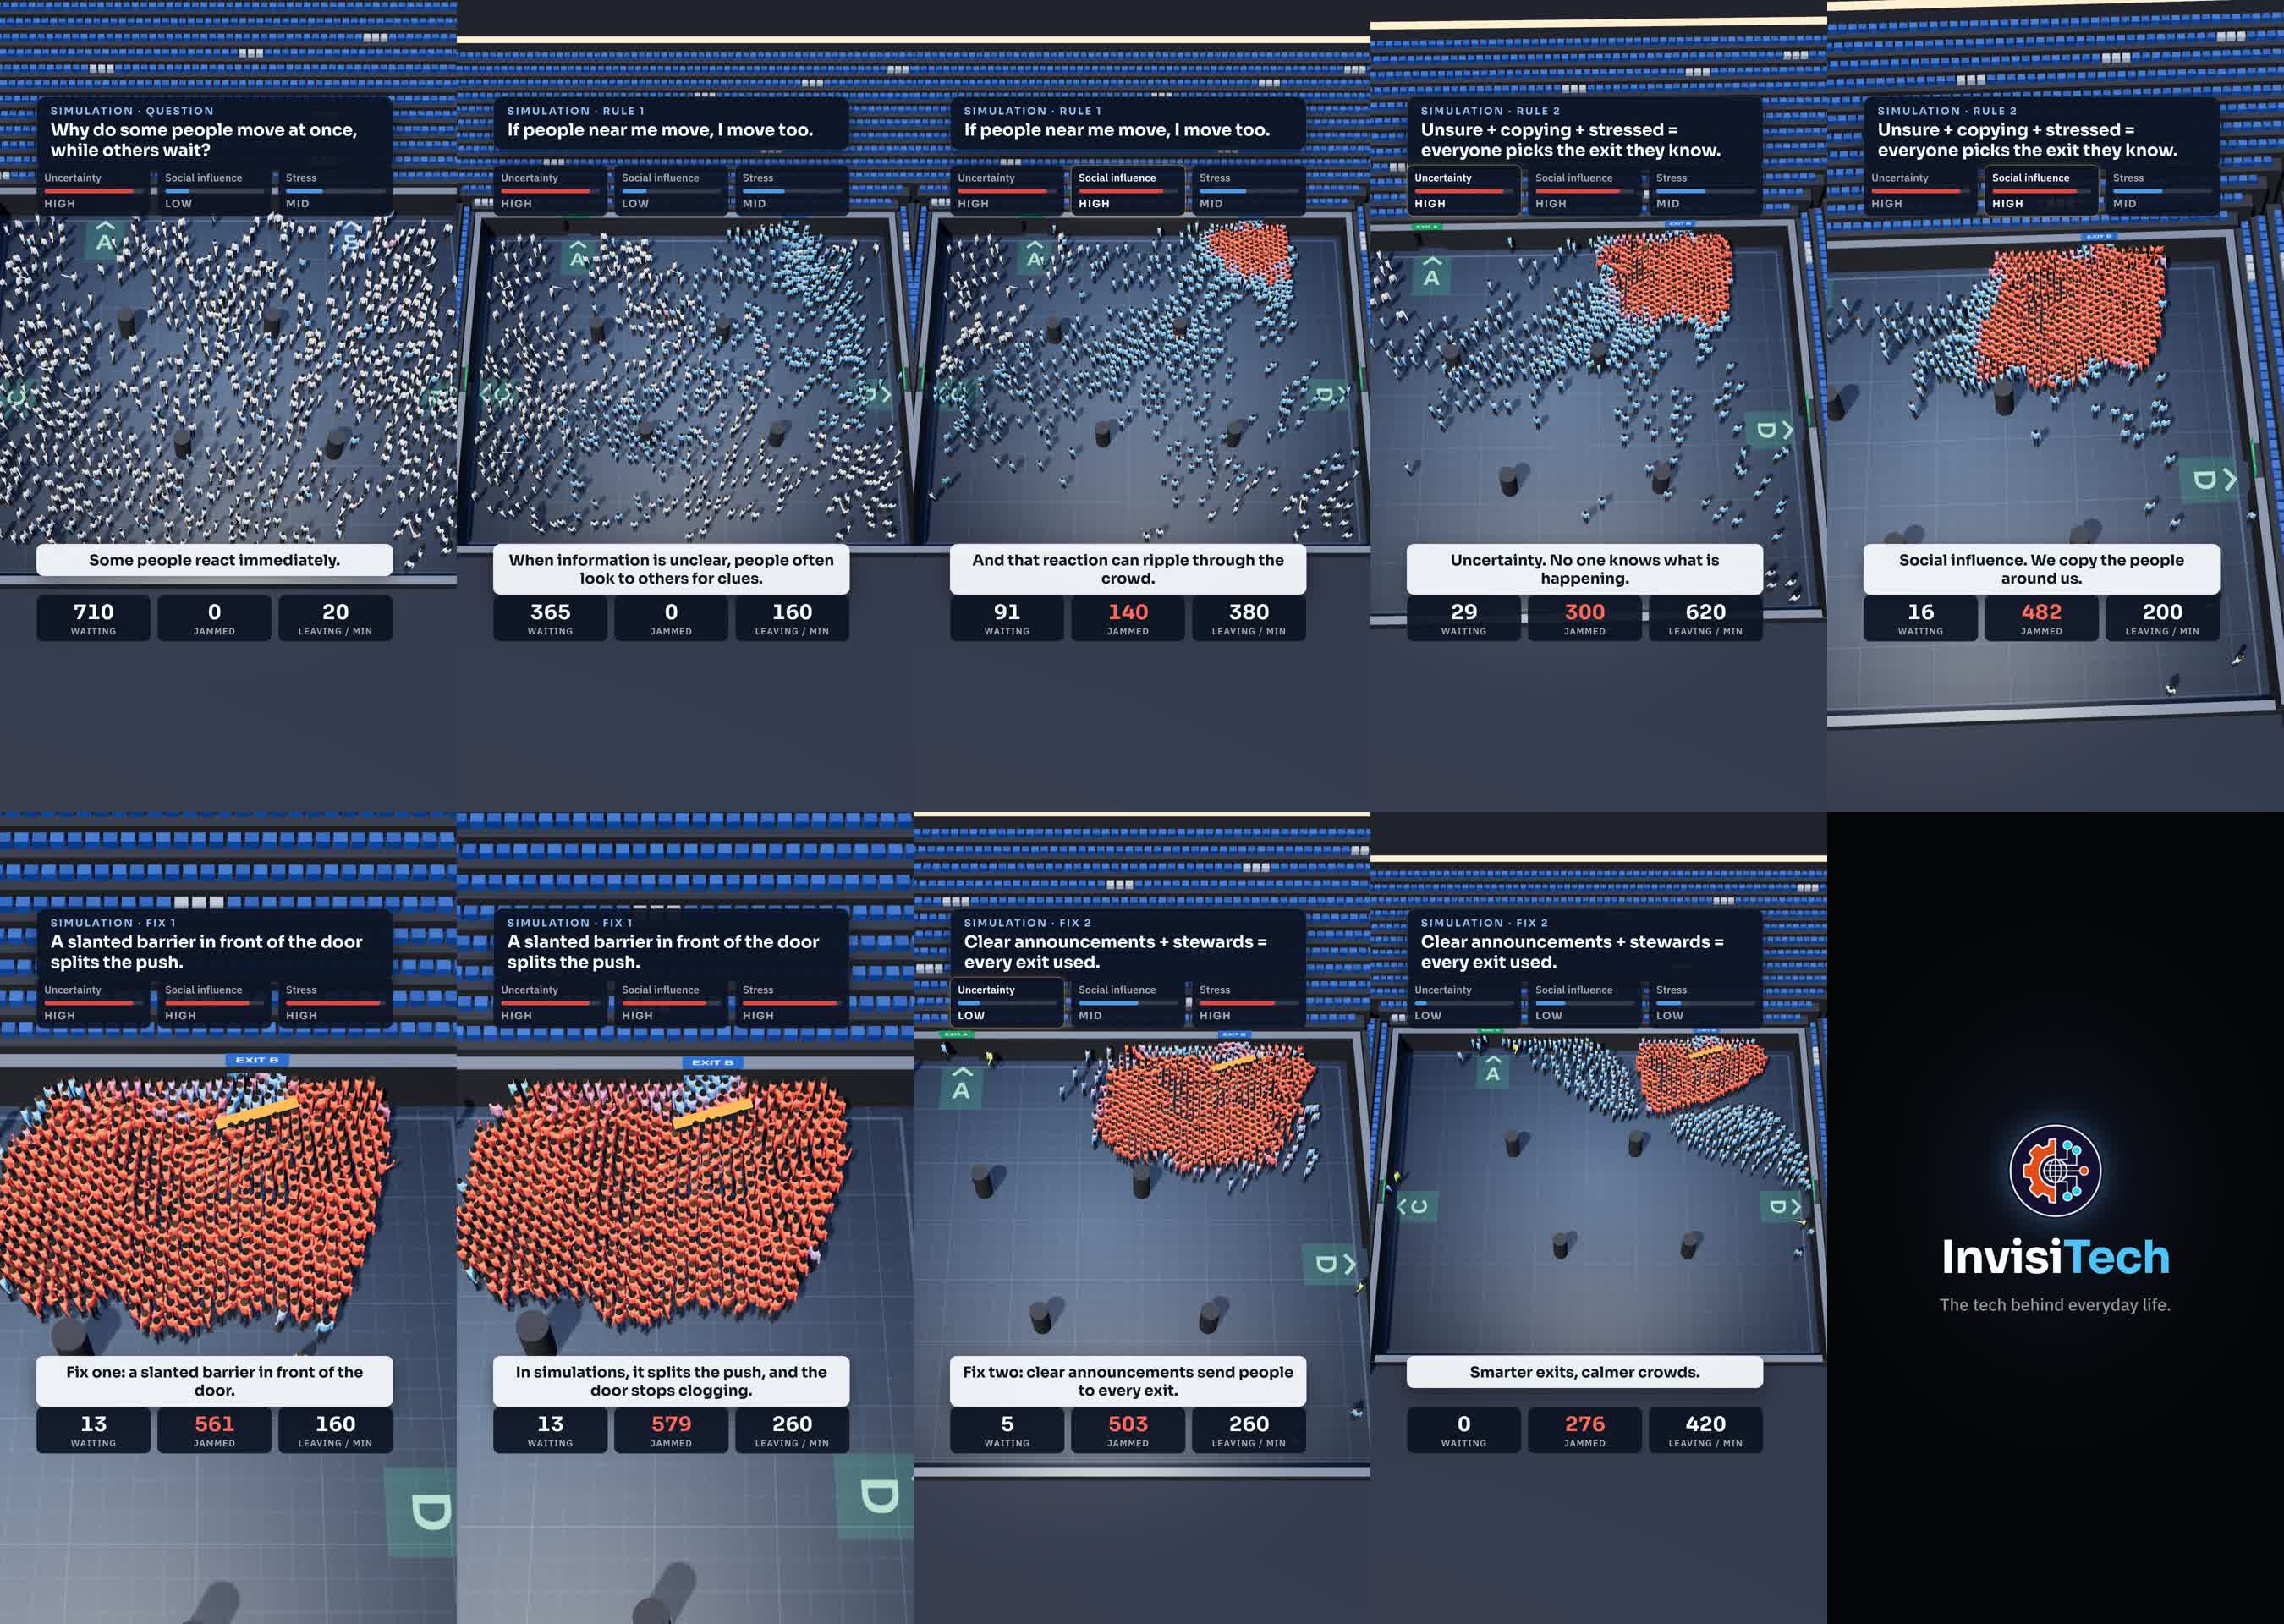 SIMULATION · QUESTION
Why do some people move at once,
while others wait?
Uncertainty
Social influence
Stress
HIGH
LOW
MID
A
B
C
Some people react immediately.
710
0
20
WAITING
JAMMED
LEAVING / MIN
SIMULATION · RULE 1
If people near me move, I move too.
Uncertainty
Social influence
Stress
HIGH
LOW
MID
A
C
D
When information is unclear, people often
look to others for clues.
365
0
160
WAITING
JAMMED
LEAVING / MIN
SIMULATION · RULE 1
If people near me move, I move too.
Uncertainty
Social influence
Stress
HIGH
HIGH
MID
A
D
And that reaction can ripple through the
crowd.
91
140
380
WAITING
JAMMED
LEAVING / MIN
SIMULATION · RULE 2
Unsure + copying + stressed =
everyone picks the exit they know.
Uncertainty
Social influence
Stress
HIGH
HIGH
MID
EXIT A
EXIT B
A
D
Uncertainty. No one knows what is
happening.
29
300
620
WAITING
JAMMED
LEAVING / MIN
SIMULATION · RULE 2
Unsure + copying + stressed =
everyone picks the exit they know.
Uncertainty
Social influence
Stress
HIGH
HIGH
MID
EXIT B
D
Social influence. We copy the people
around us.
16
482
200
WAITING
JAMMED
LEAVING / MIN
SIMULATION · FIX 1
A slanted barrier in front of the door
splits the push.
Uncertainty
Social influence
Stress
HIGH
HIGH
HIGH
EXIT B
Fix one: a slanted barrier in front of the
door.
13
561
160
WAITING
JAMMED
LEAVING / MIN
D
SIMULATION · FIX 1
A slanted barrier in front of the door
splits the push.
Uncertainty
Social influence
Stress
HIGH
HIGH
HIGH
EXIT B
In simulations, it splits the push, and the
door stops clogging.
13
579
260
WAITING
JAMMED
LEAVING / MIN
D
SIMULATION · FIX 2
Clear announcements + stewards =
every exit used.
Uncertainty
Social influence
Stress
LOW
MID
HIGH
EXIT A
EXIT B
A
D
Fix two: clear announcements send people
to every exit.
5
503
260
WAITING
JAMMED
LEAVING / MIN
SIMULATION · FIX 2
Clear announcements + stewards =
every exit used.
Uncertainty
Social influence
Stress
LOW
LOW
LOW
A
C
D
Smarter exits, calmer crowds.
0
276
420
WAITING
JAMMED
LEAVING / MIN
InvisiTech
The tech behind everyday life.